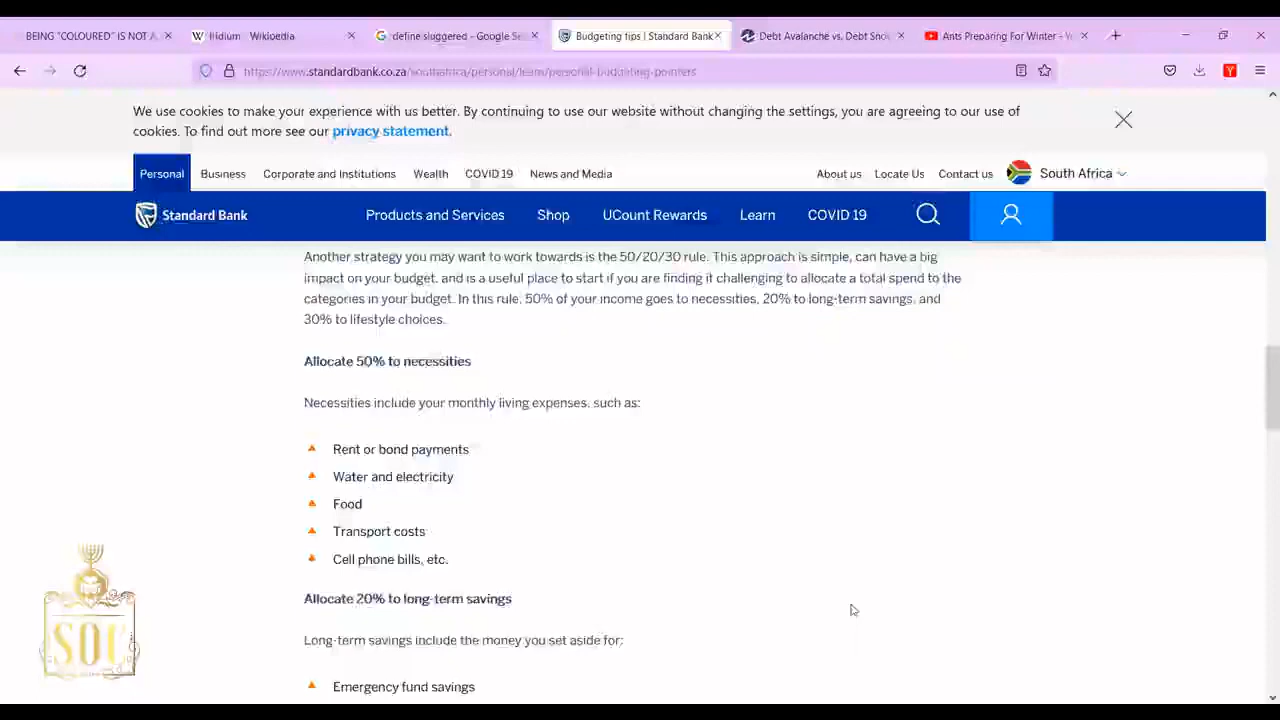 BEING "COLOURED" IS NOT A
Iridium Wikipedia
define sluggered - Google Se
Budgeting tips | Standard Bank
Debt Avalanche vs. Debt Snow
Ants Preparing For Winter - Y
https://www.standardbank.co.za/southafrica/personal/learn/personal-budgeting-pointers
We use cookies to make your experience with us better. By continuing to use our website without changing the settings, you are agreeing to our use of
cookies. To find out more see our privacy statement.
Personal Business Corporate and Institutions Wealth COVID 19 News and Media About us Locate Us Contact us South Africa
Standard Bank Products and Services Shop UCount Rewards Learn COVID 19
Another strategy you may want to work towards is the 50/20/30 rule. This approach is simple, can have a big
impact on your budget, and is a useful place to start if you are finding it challenging to allocate a total spend to the
categories in your budget. In this rule, 50% of your income goes to necessities, 20% to long-term savings, and
30% to lifestyle choices.
Allocate 50% to necessities
Necessities include your monthly living expenses, such as:
Rent or bond payments
Water and electricity
Food
Transport costs
Cell phone bills, etc.
Allocate 20% to long-term savings
Long-term savings include the money you set aside for:
Emergency fund savings
SOC